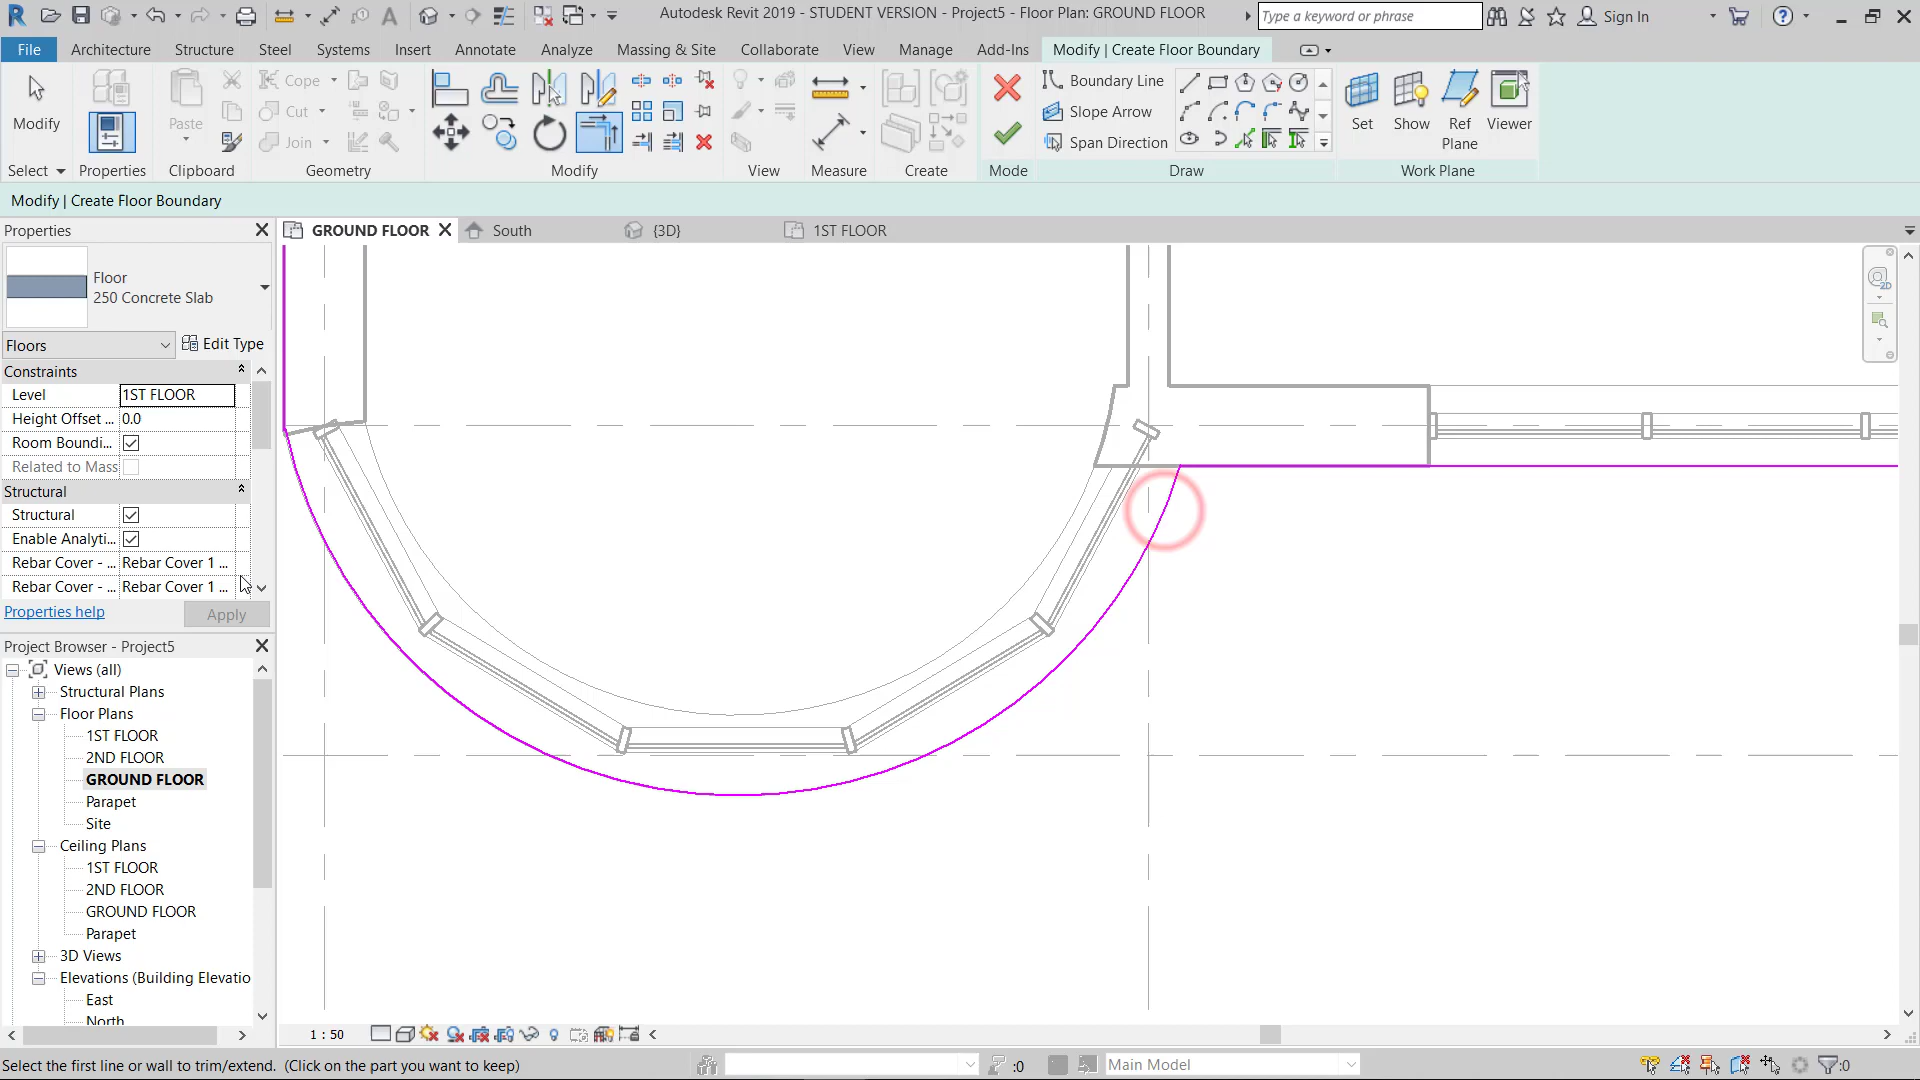 Autodesk Revit 2019 - STUDENT VERSION - Project5 - Floor Plan: GROUND FLOOR
Type a keyword or phrase
Sign In
File Architecture Structure Steel Systems Insert Annotate Analyze Massing & Site Collaborate View Manage Add-Ins Modify | Create Floor Boundary
Modify
Paste
Cope
Cut
Join
Boundary Line
Slope Arrow
Span Direction
Set
Show
Ref Plane
Viewer
Select Properties Clipboard Geometry Modify View Measure Create Mode Draw Work Plane
Modify | Create Floor Boundary
Properties
GROUND FLOOR South {3D} 1ST FLOOR
Floor
250 Concrete Slab
Floors
Edit Type
Constraints
Level 1ST FLOOR
Height Offset ... 0.0
Room Boundi...
Related to Mass
Structural
Structural
Enable Analyti...
Rebar Cover - ... Rebar Cover 1 ...
Rebar Cover - ... Rebar Cover 1 ...
Properties help
Apply
2D
Project Browser - Project5
Views (all)
Structural Plans
Floor Plans
1ST FLOOR
2ND FLOOR
GROUND FLOOR
Parapet
Site
Ceiling Plans
1ST FLOOR
2ND FLOOR
GROUND FLOOR
Parapet
3D Views
Elevations (Building Elevatio
East
North
1 : 50
Select the first line or wall to trim/extend. (Click on the part you want to keep)
:0
Main Model
:0